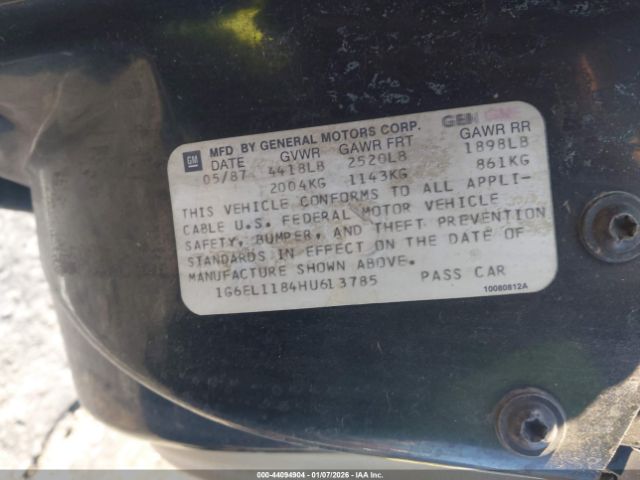 GM MFD BY GENERAL MOTORS CORP. GEN
DATE GVWR GAWR FRT GAWR RR
05/87 4418LB 2520LB 1898LB
2004KG 1143KG 861KG
THIS VEHICLE CONFORMS TO ALL APPLI-
CABLE U.S. FEDERAL MOTOR VEHICLE
SAFETY, BUMPER, AND THEFT PREVENTION
STANDARDS IN EFFECT ON THE DATE OF
MANUFACTURE SHOWN ABOVE.
1G6EL1184HU613785 PASS CAR
10080812A
000-44094904 - 01/07/2026 - IAA Inc.